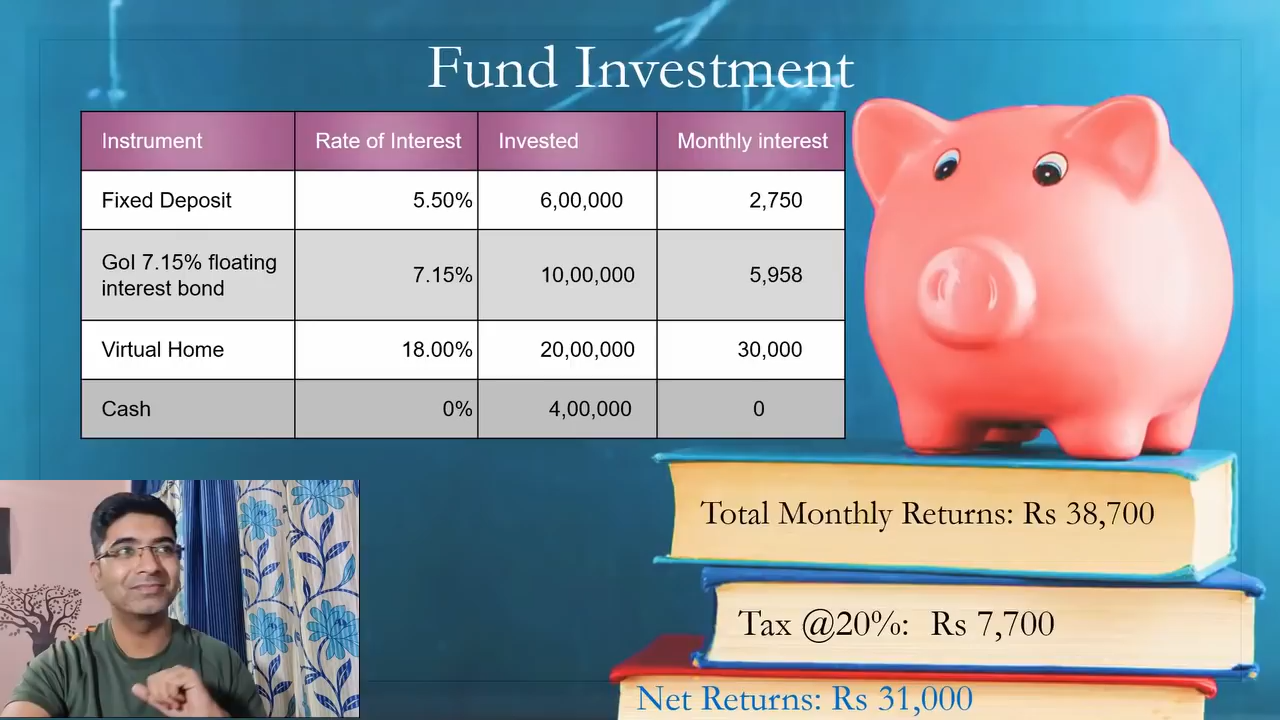 Fund Investment
Instrument Rate of Interest Invested Monthly interest
Fixed Deposit 5.50% 6,00,000 2,750
GoI 7.15% floating
interest bond 7.15% 10,00,000 5,958
Virtual Home 18.00% 20,00,000 30,000
Cash 0% 4,00,000 0
Total Monthly Returns: Rs 38,700
Tax @20%: Rs 7,700
Net Returns: Rs 31,000